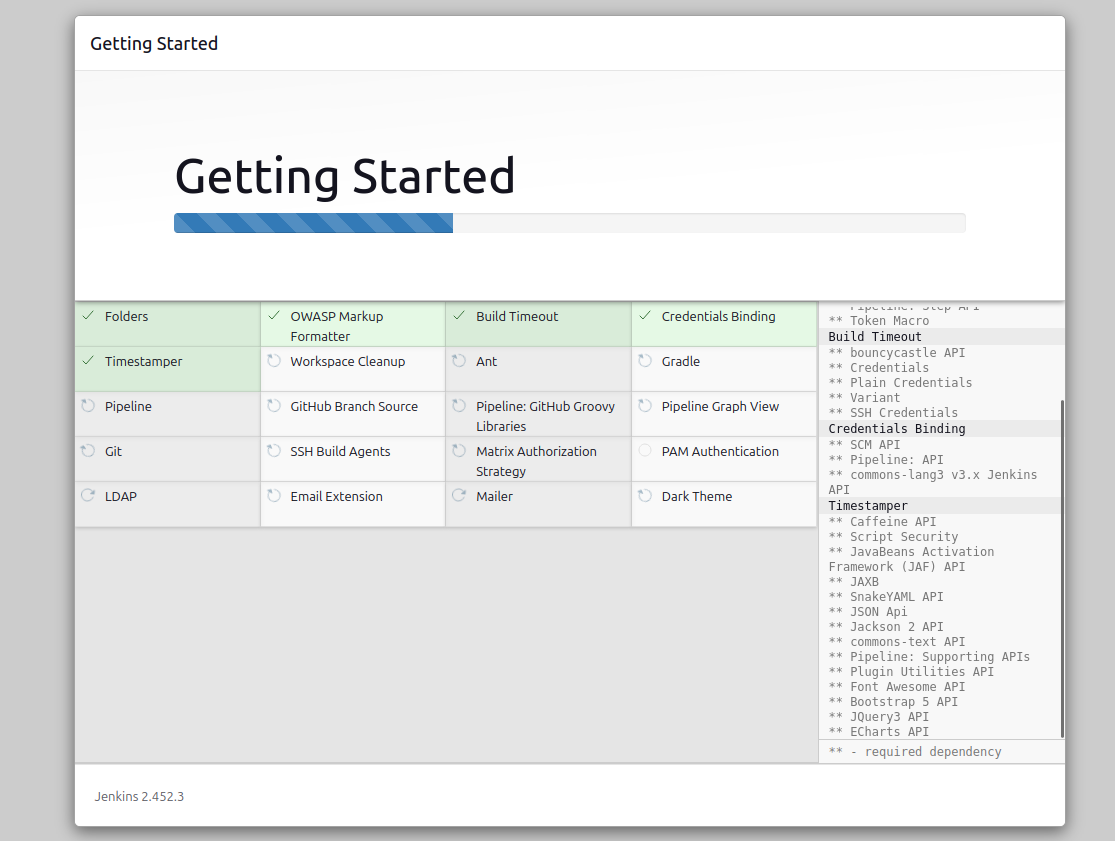 Getting Started
Getting Started
Folders
OWASP Markup
Formatter
Build Timeout
Credentials Binding
Timestamper
Workspace Cleanup
Ant
Gradle
Pipeline
GitHub Branch Source
Pipeline: GitHub Groovy
Libraries
Pipeline Graph View
Git
SSH Build Agents
Matrix Authorization
Strategy
PAM Authentication
LDAP
Email Extension
Mailer
Dark Theme
** Pipeline: Step API
** Token Macro
Build Timeout
** bouncycastle API
** Credentials
** Plain Credentials
** Variant
** SSH Credentials
Credentials Binding
** SCM API
** Pipeline: API
** commons-lang3 v3.x Jenkins
API
Timestamper
** Caffeine API
** Script Security
** JavaBeans Activation
Framework (JAF) API
** JAXB
** SnakeYAML API
** JSON Api
** Jackson 2 API
** commons-text API
** Pipeline: Supporting APIs
** Plugin Utilities API
** Font Awesome API
** Bootstrap 5 API
** JQuery3 API
** ECharts API
** - required dependency
Jenkins 2.452.3